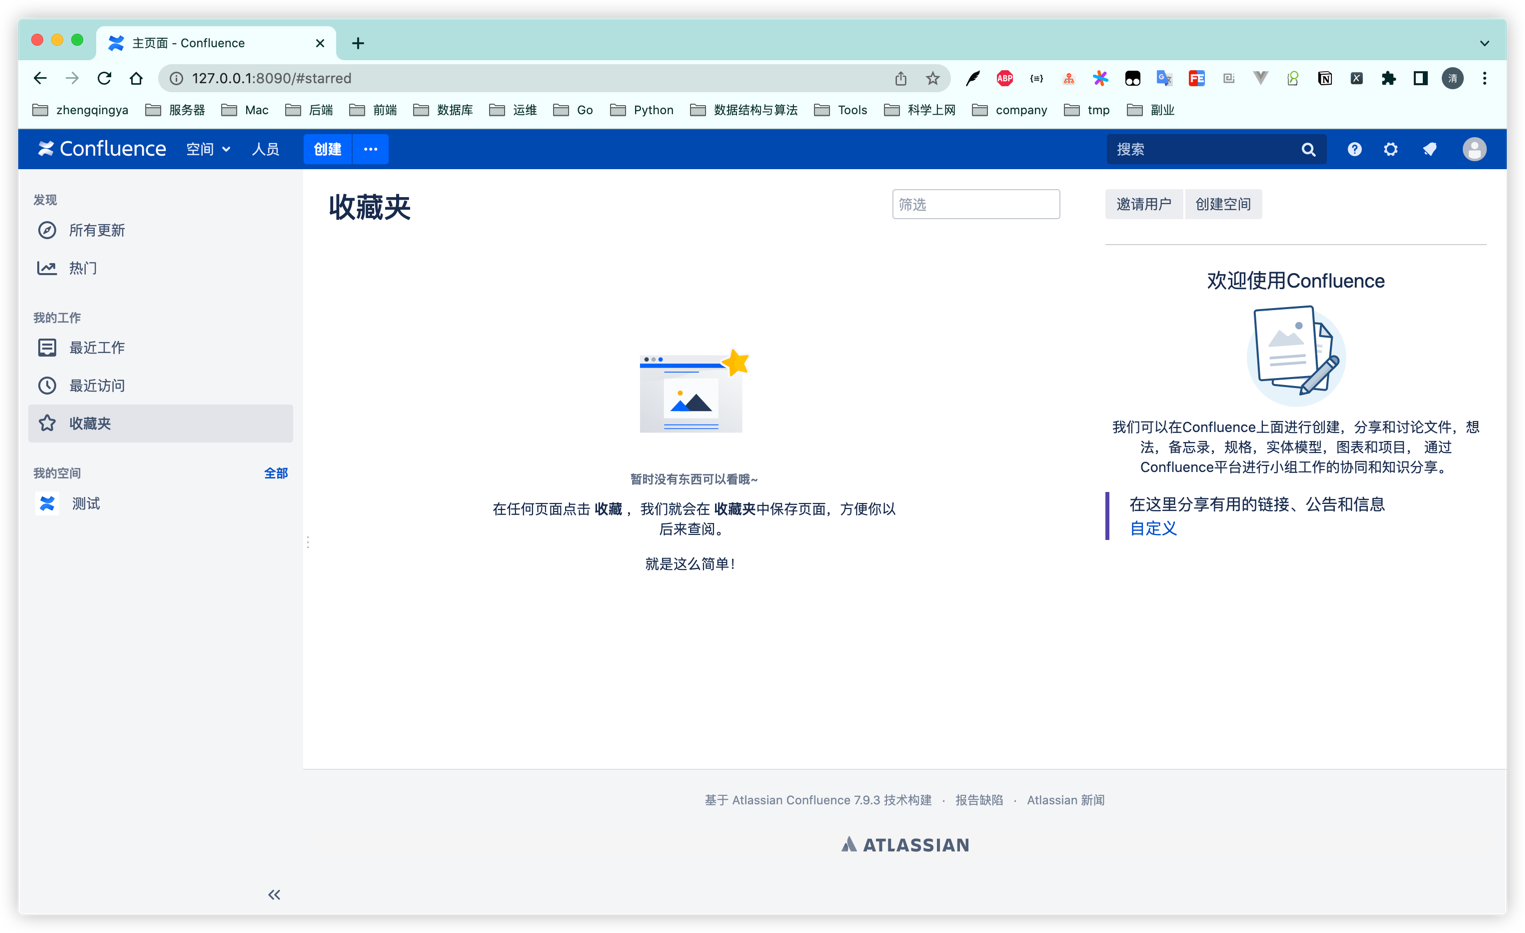 主页面 - Confluence
127.0.0.1:8090/#starred
ABP
清
zhengqingya 服务器 Mac 后端 前端 数据库 运维 Go Python 数据结构与算法 Tools 科学上网 company tmp 副业
Confluence 空间 人员 创建 ··· 搜索
发现
所有更新
热门
我的工作
最近工作
最近访问
收藏夹
我的空间 全部
测试
收藏夹
筛选
暂时没有东西可以看哦~
在任何页面点击 收藏 ，我们就会在 收藏夹中保存页面，方便你以
后来查阅。
就是这么简单！
邀请用户 创建空间
欢迎使用Confluence
我们可以在Confluence上面进行创建，分享和讨论文件，想
法，备忘录，规格，实体模型，图表和项目， 通过
Confluence平台进行小组工作的协同和知识分享。
在这里分享有用的链接、公告和信息
自定义
基于 Atlassian Confluence 7.9.3 技术构建 · 报告缺陷 · Atlassian 新闻
ATLASSIAN